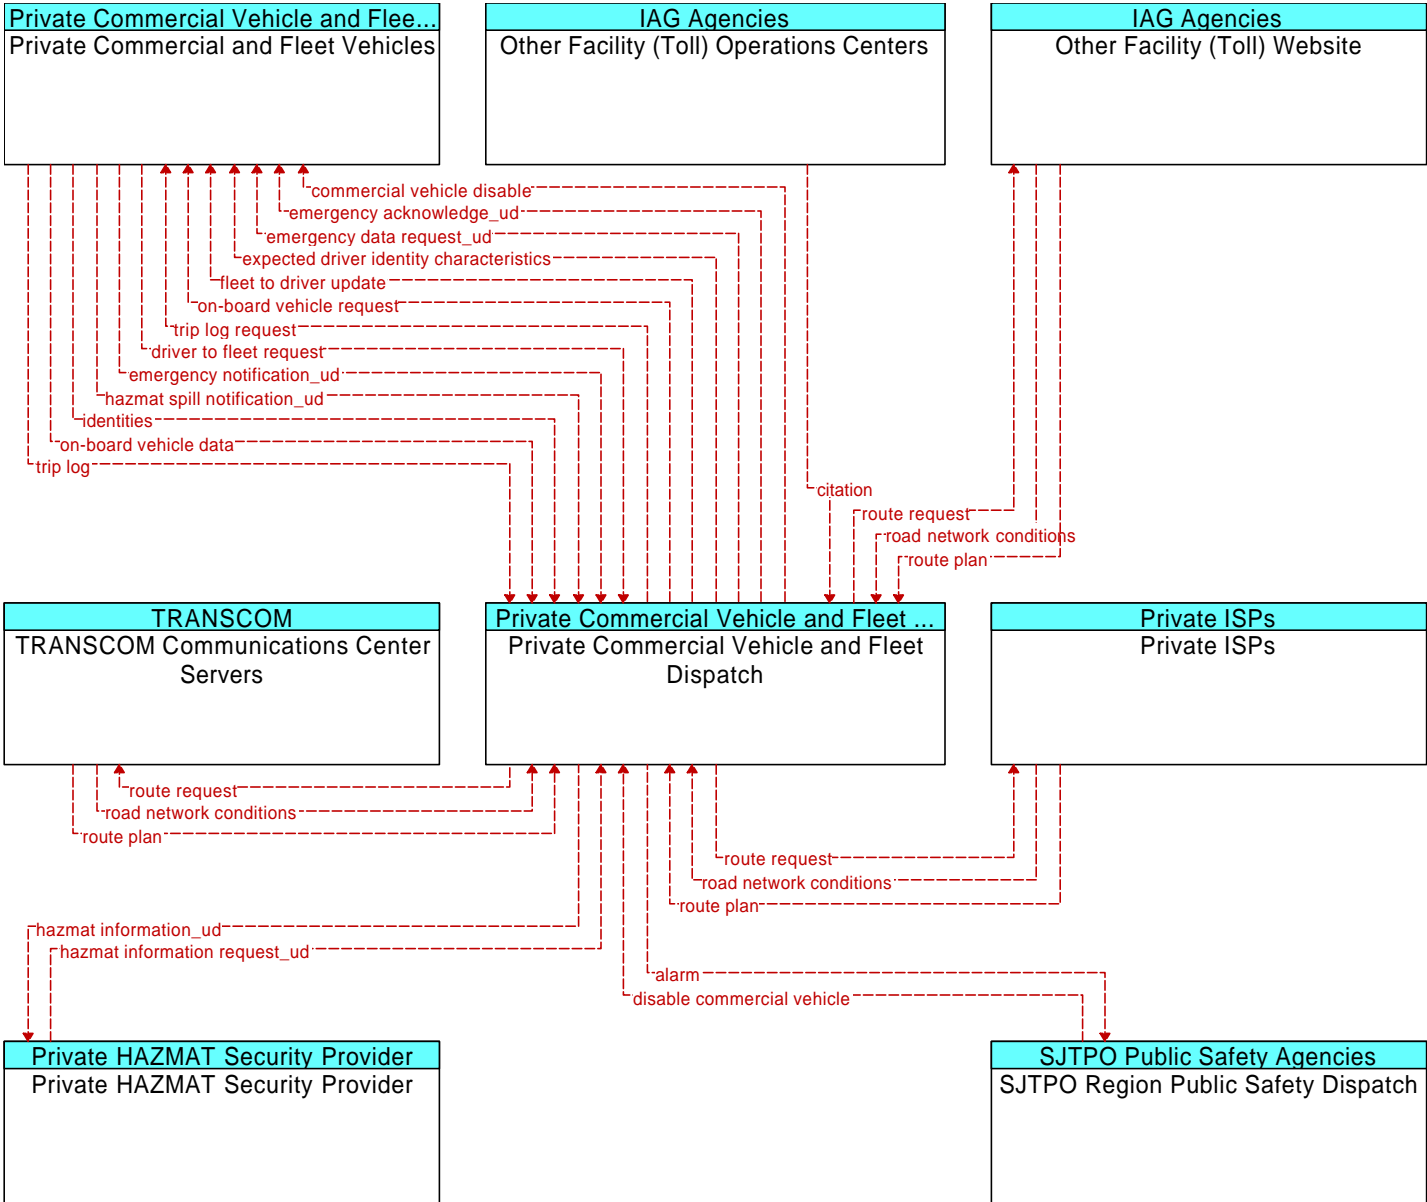 Private Commercial Vehicle and Flee...
Private Commercial and Fleet Vehicles
IAG Agencies
Other Facility (Toll) Operations Centers
IAG Agencies
Other Facility (Toll) Website
commercial vehicle disable
emergency acknowledge_ud
emergency data request_ud
expected driver identity characteristics
fleet to driver update
on-board vehicle request
trip log request
driver to fleet request
emergency notification_ud
hazmat spill notification_ud
identities
on-board vehicle data
trip log
citation
route request
road network conditions
route plan
TRANSCOM
TRANSCOM Communications Center
Servers
Private Commercial Vehicle and Fleet ...
Private Commercial Vehicle and Fleet
Dispatch
Private ISPs
Private ISPs
route request
road network conditions
route plan
route request
road network conditions
route plan
hazmat information_ud
hazmat information request_ud
alarm
disable commercial vehicle
Private HAZMAT Security Provider
Private HAZMAT Security Provider
SJTPO Public Safety Agencies
SJTPO Region Public Safety Dispatch